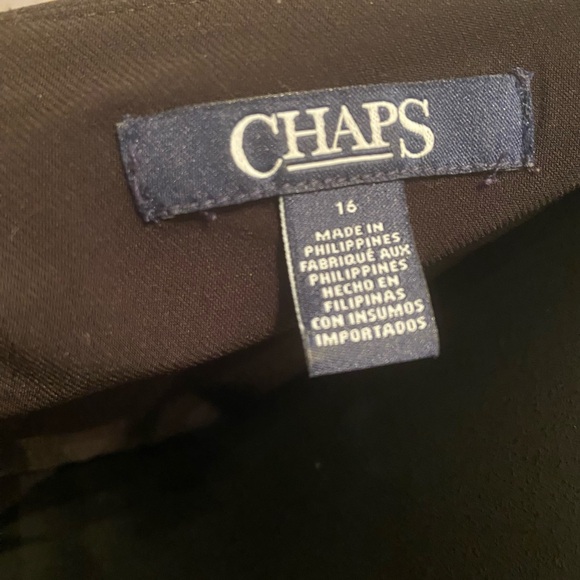 CHAPS
16
MADE IN
PHILIPPINES
FABRIQUÉ AUX
PHILIPPINES
HECHO EN
FILIPINAS
CON INSUMOS
IMPORTADOS